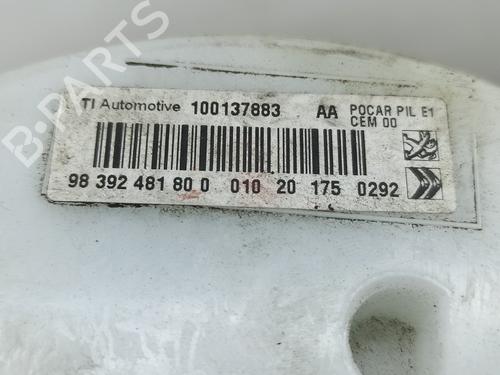 B-PARTS
TI Automotive 100137883 AA POCAR PIL E1
CEM 00
98 392 481 80 0 010 20 175 0292